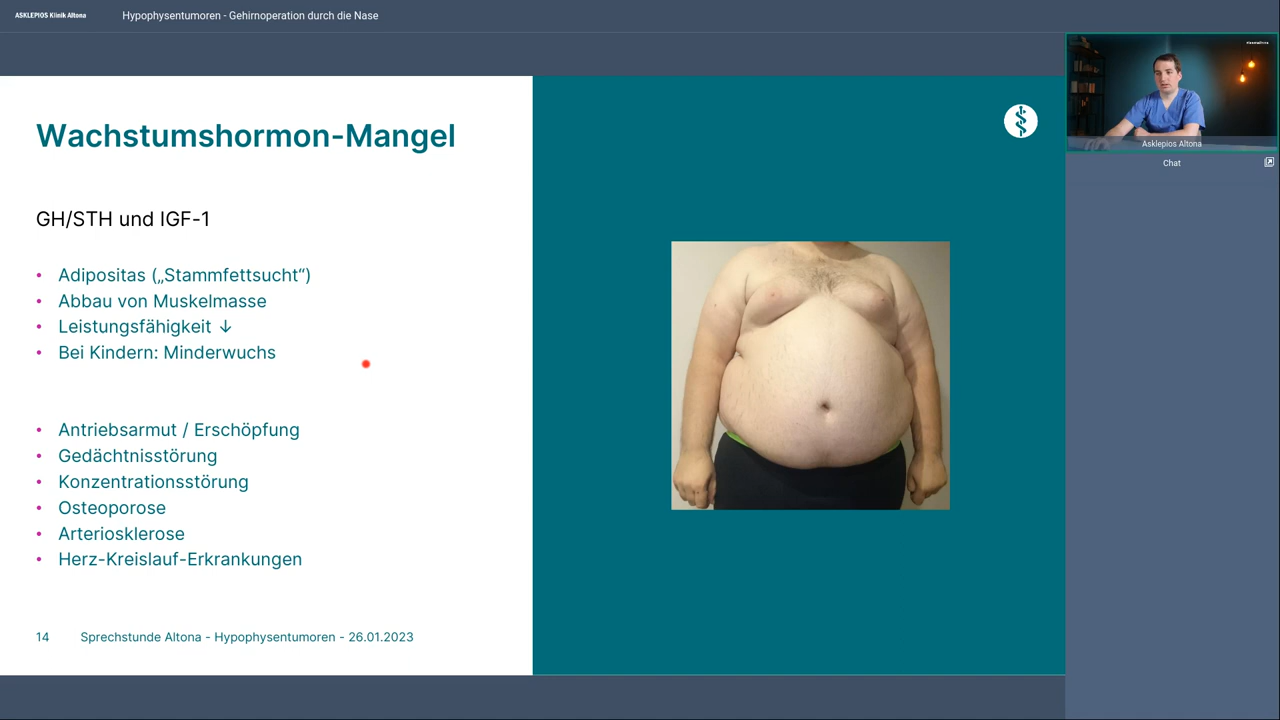 ASKLEPIOS Klinik Altona
Hypophysentumoren - Gehirnoperation durch die Nase
Wachstumshormon-Mangel
GH/STH und IGF-1
• Adipositas („Stammfettsucht“)
• Abbau von Muskelmasse
• Leistungsfähigkeit ↓
• Bei Kindern: Minderwuchs
• Antriebsarmut / Erschöpfung
• Gedächtnisstörung
• Konzentrationsstörung
• Osteoporose
• Arteriosklerose
• Herz-Kreislauf-Erkrankungen
14 Sprechstunde Altona - Hypophysentumoren - 26.01.2023
Asklepios Altona
Chat